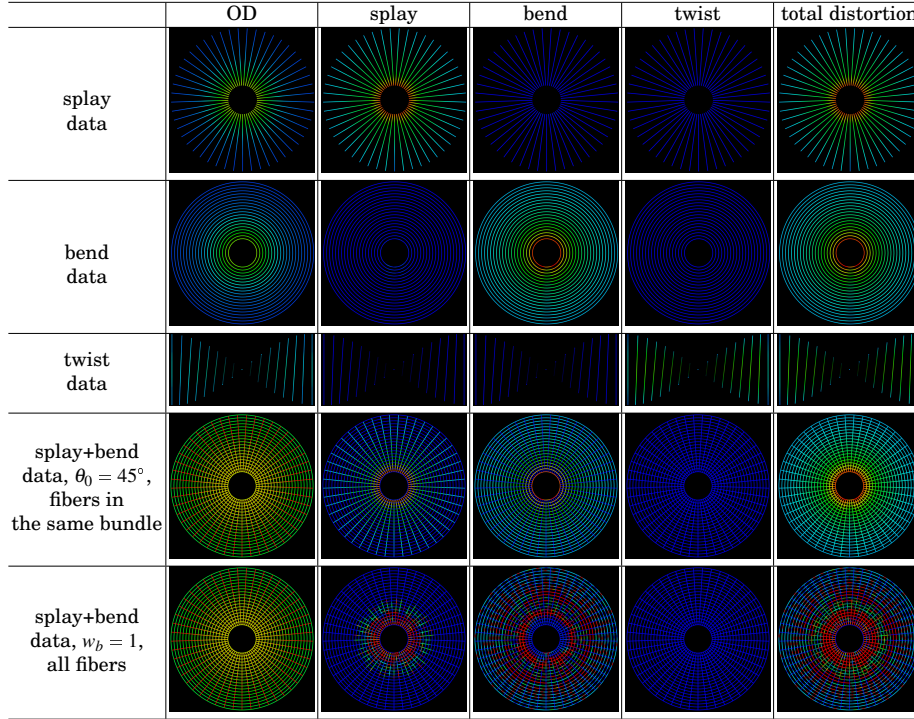 OD splay bend twist total distortion
splay
data
bend
data
twist
data
splay+bend
data, θ₀ = 45°,
fibers in
the same bundle
splay+bend
data, w_b = 1,
all fibers